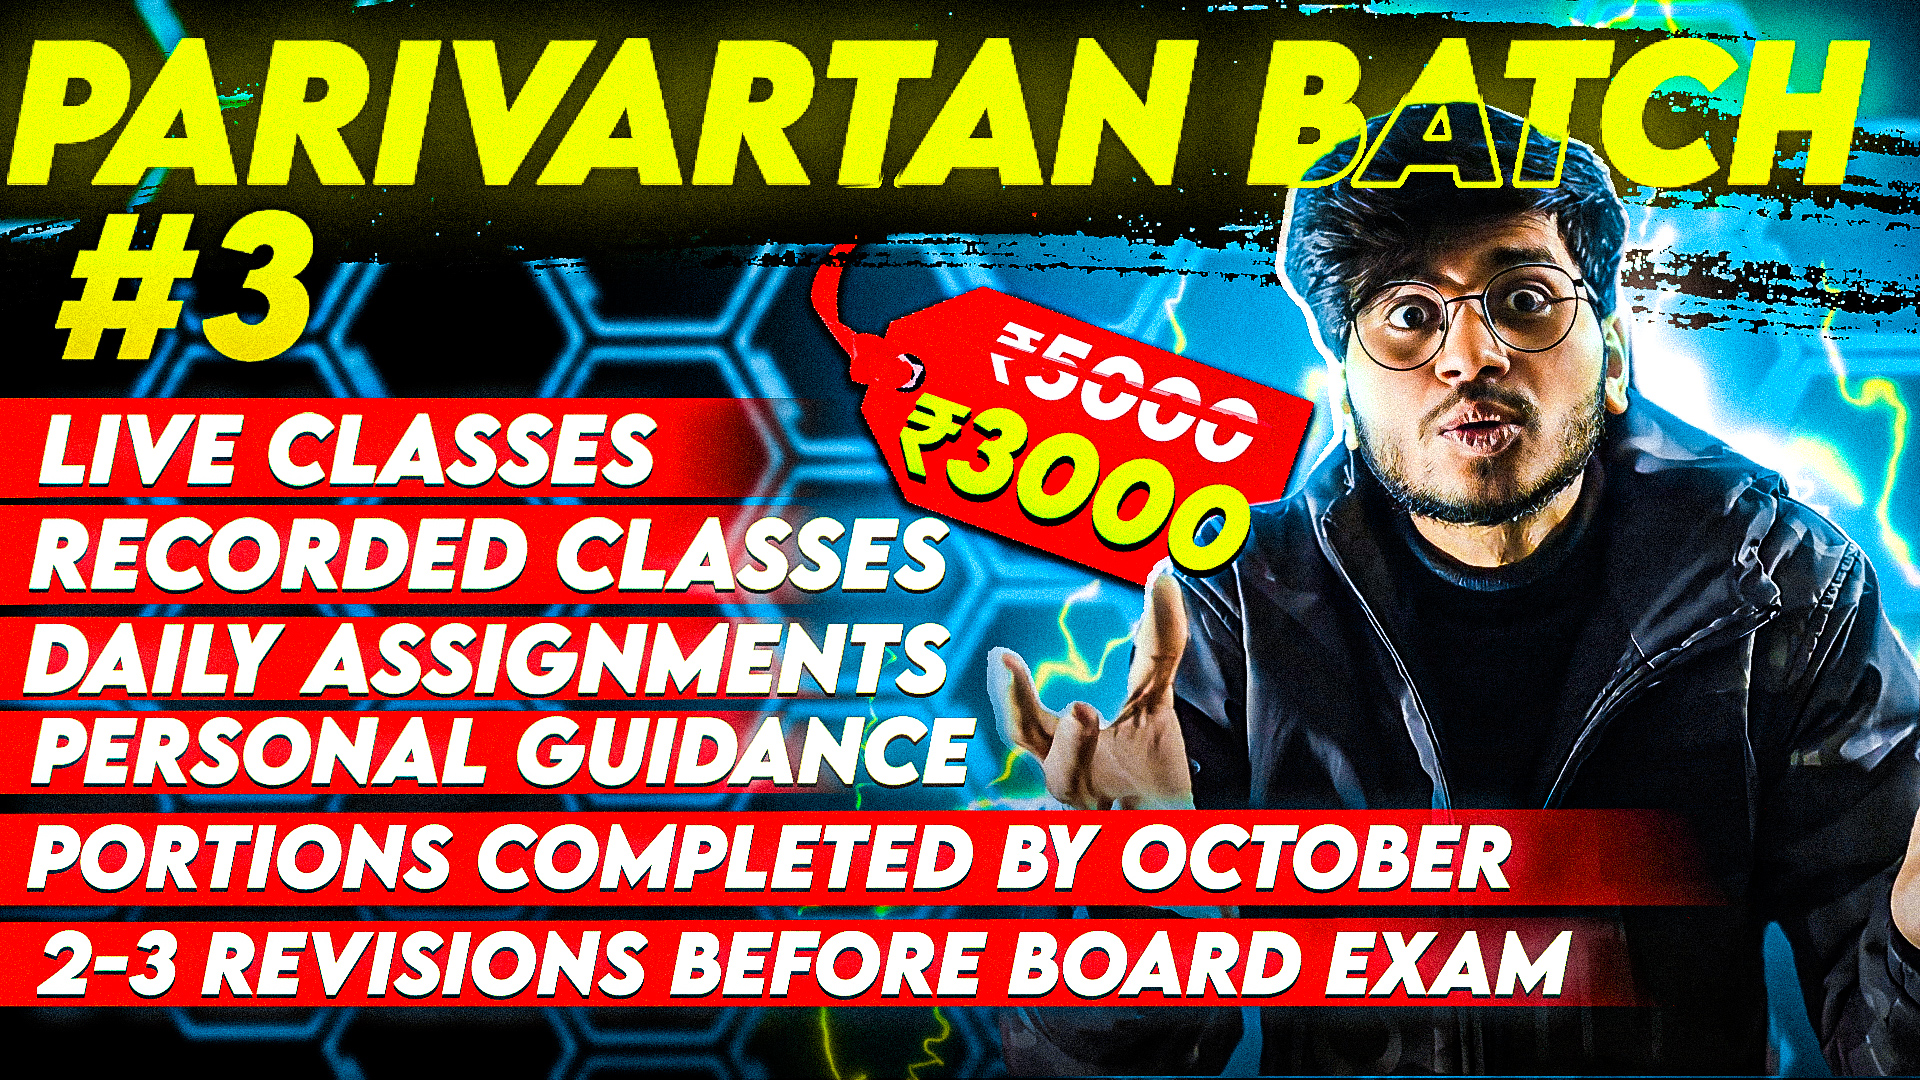 PARIVARTAN BATCH
#3
₹5000
₹3000
LIVE CLASSES
RECORDED CLASSES
DAILY ASSIGNMENTS
PERSONAL GUIDANCE
PORTIONS COMPLETED BY OCTOBER
2-3 REVISIONS BEFORE BOARD EXAM